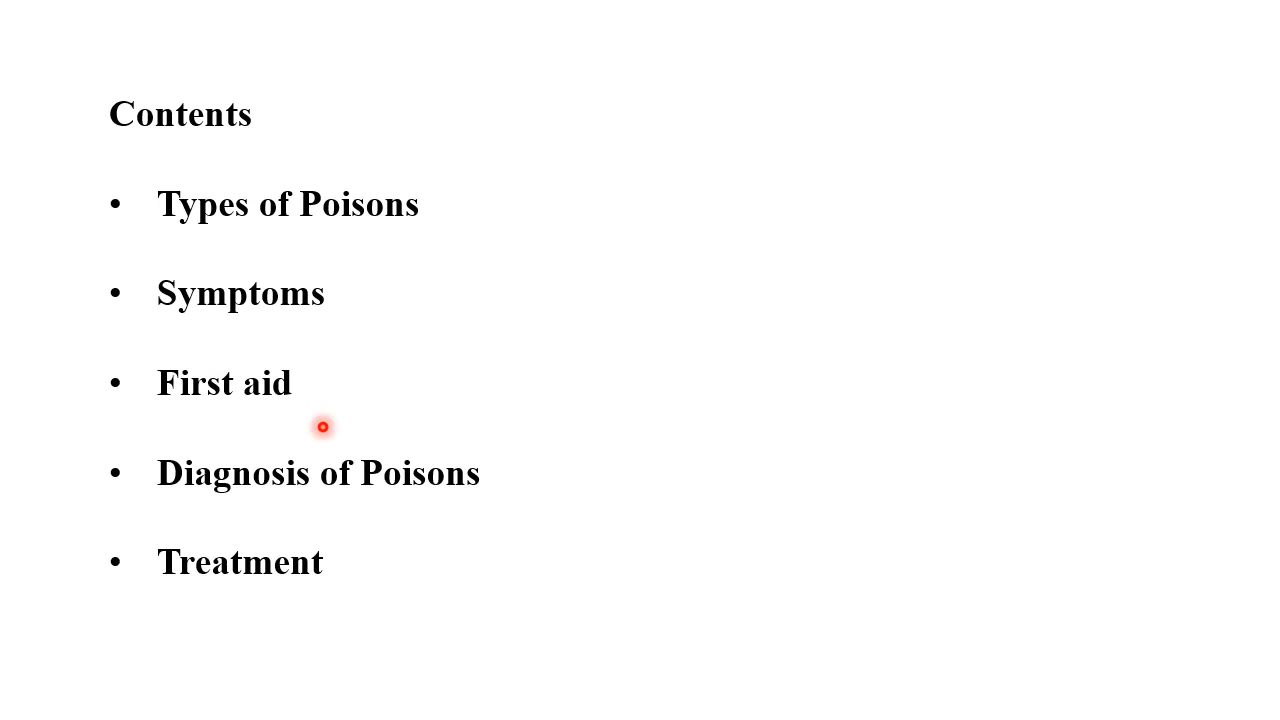 Contents
• Types of Poisons
• Symptoms
• First aid
• Diagnosis of Poisons
• Treatment